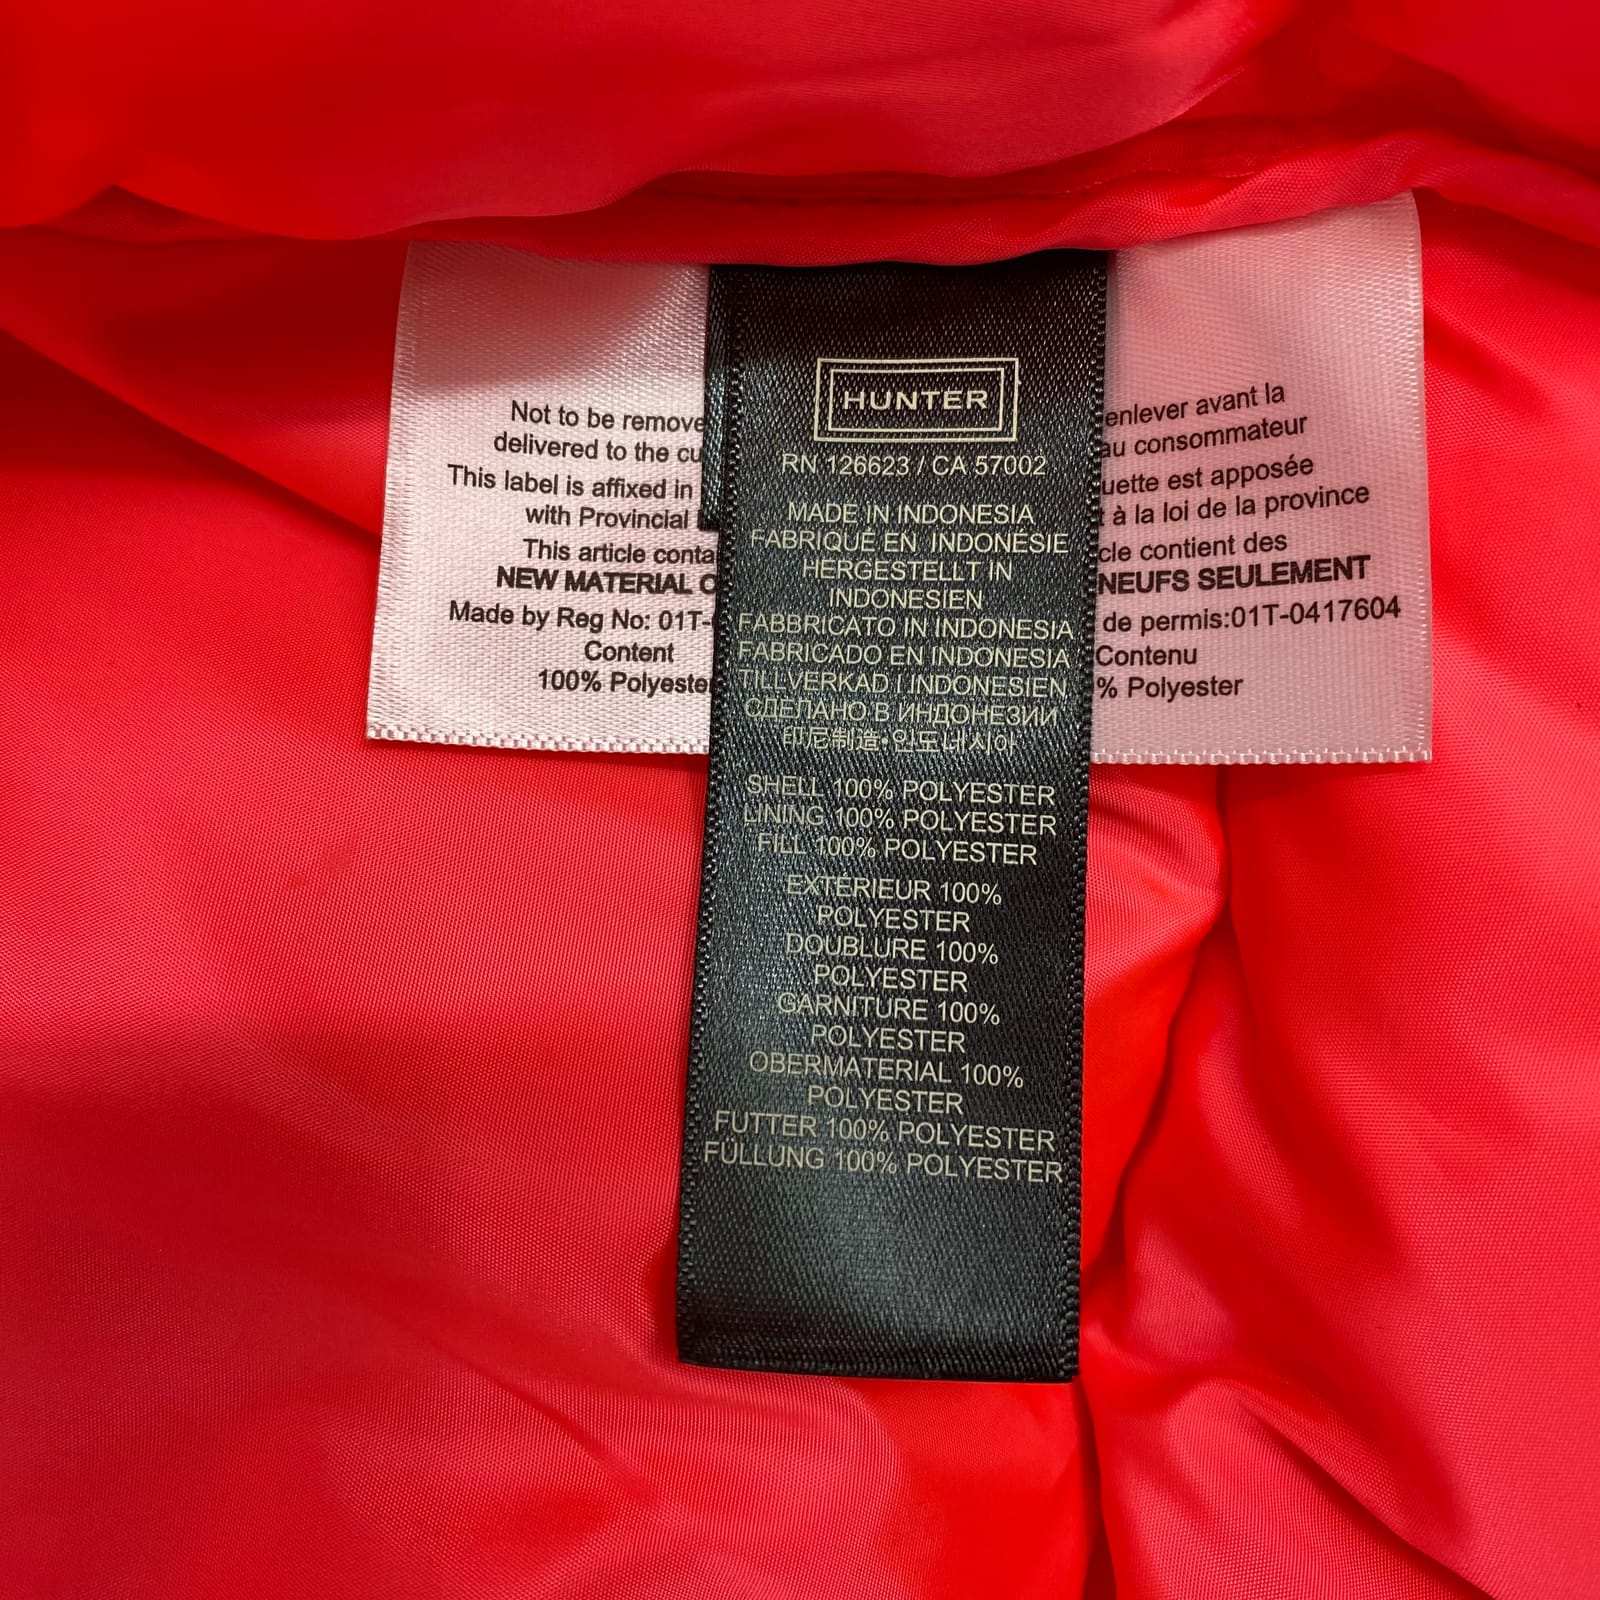 Not to be remove
delivered to the cu
This label is affixed in
with Provincial
This article conta
NEW MATERIAL O
Made by Reg No: 01T-
Content
100% Polyester
HUNTER
RN 126623 / CA 57002
MADE IN INDONESIA
FABRIQUÉ EN INDONÉSIE
HERGESTELLT IN
INDONESIEN
FABBRICATO IN INDONESIA
FABRICADO EN INDONESIA
TILLVERKAD I INDONESIEN
СДЕЛАНО В ИНДОНЕЗИИ
印尼制造•인도네시아
SHELL 100% POLYESTER
LINING 100% POLYESTER
FILL 100% POLYESTER
EXTÉRIEUR 100%
POLYESTER
DOUBLURE 100%
POLYESTER
GARNITURE 100%
POLYESTER
OBERMATERIAL 100%
POLYESTER
FUTTER 100% POLYESTER
FÜLLUNG 100% POLYESTER
enlever avant la
au consommateur
uette est apposée
à la loi de la province
cle contient des
NEUFS SEULEMENT
de permis:01T-0417604
Contenu
% Polyester